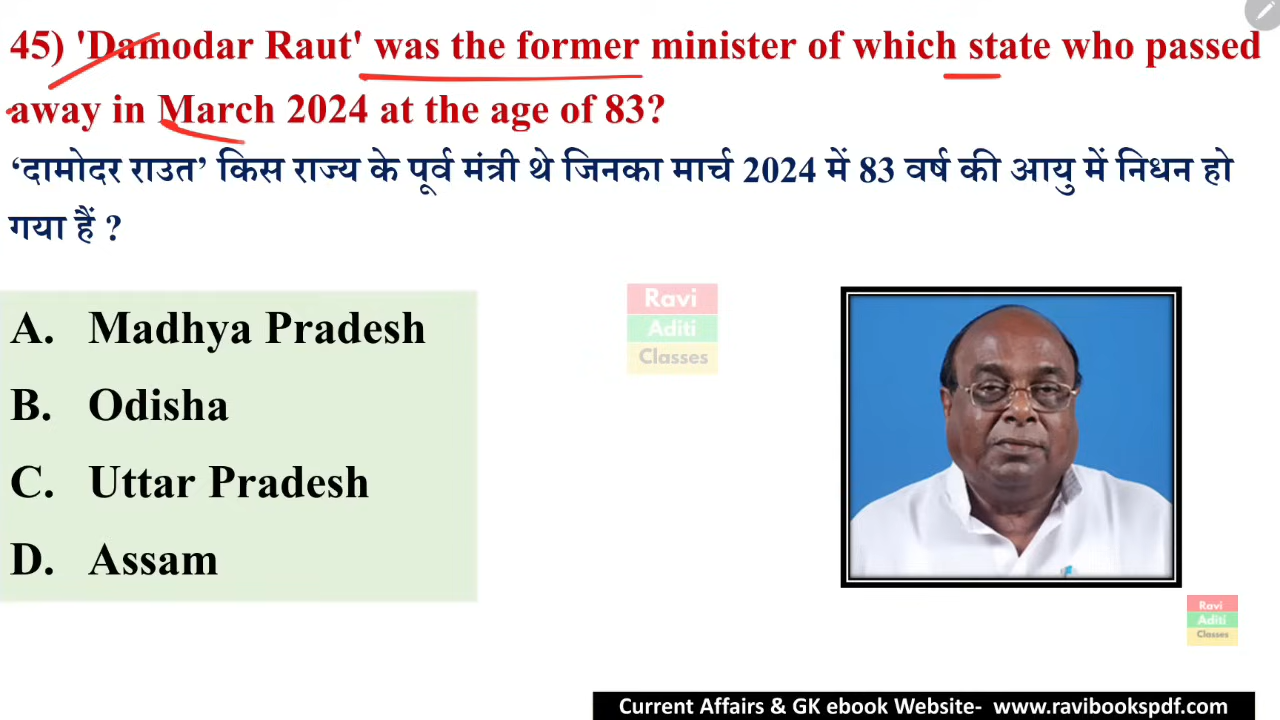 45) 'Damodar Raut' was the former minister of which state who passed
away in March 2024 at the age of 83?
‘दामोदर राउत’ किस राज्य के पूर्व मंत्री थे जिनका मार्च 2024 में 83 वर्ष की आयु में निधन हो
गया हैं ?
A. Madhya Pradesh
B. Odisha
C. Uttar Pradesh
D. Assam
Ravi
Aditi
Classes
Ravi
Aditi
Classes
Current Affairs & GK ebook Website- www.ravibookspdf.com